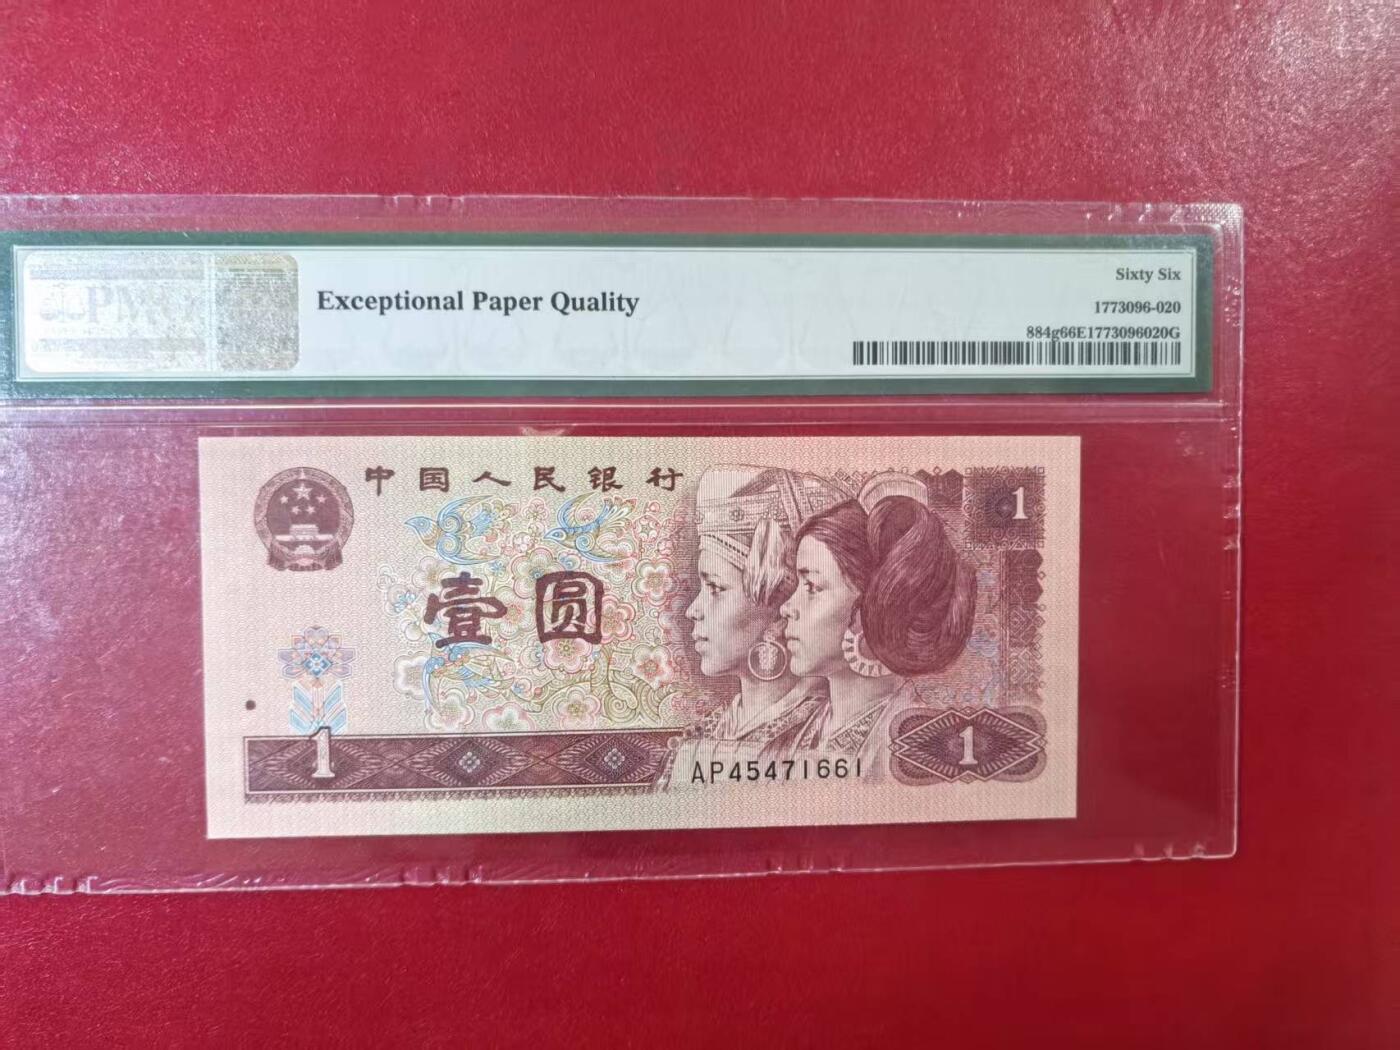 PMG
Exceptional Paper Quality
Sixty Six
1773096-020
884g66E1773096020G
中国人民银行
1
壹圆
1
1
AP45471661